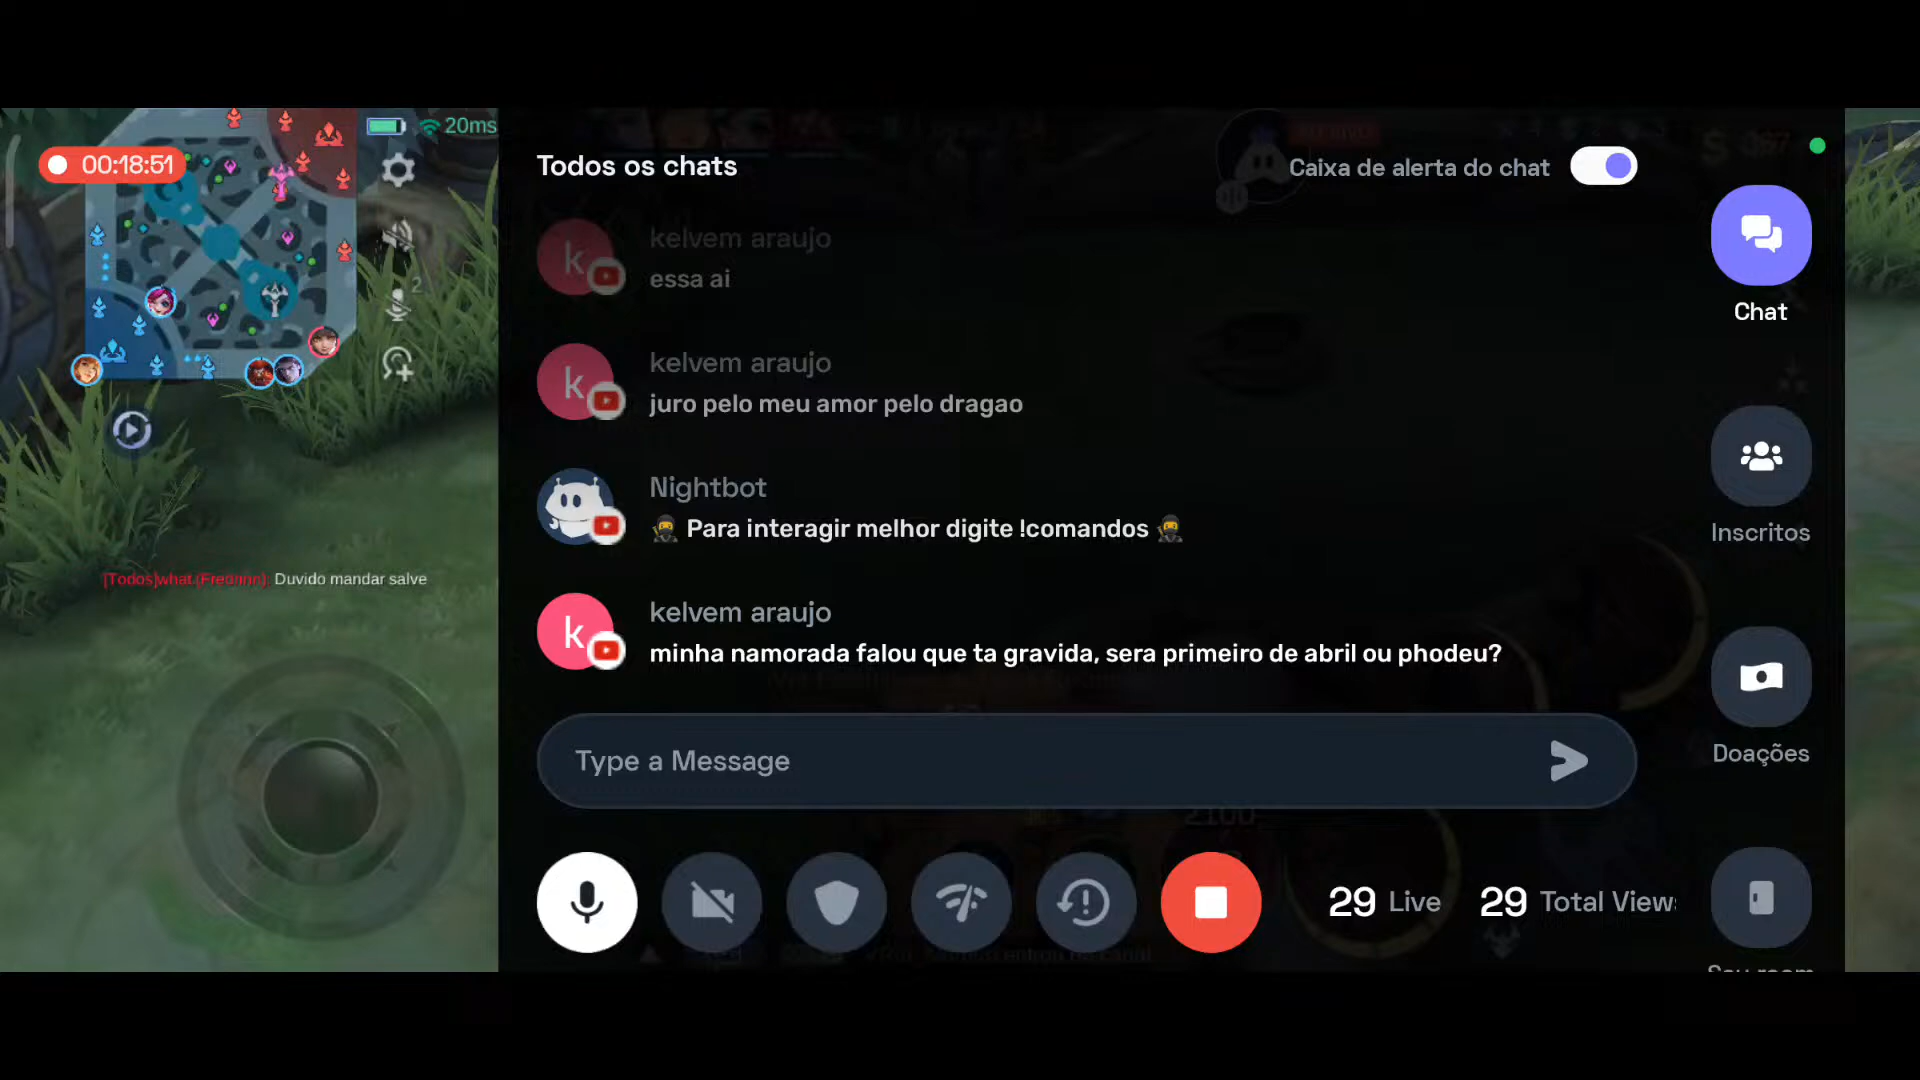 20ms
00:18:51
2
[Todos]what.(Fredrinn): Duvido mandar salve
Todos os chats
Caixa de alerta do chat
kelvem araujo
essa ai
kelvem araujo
juro pelo meu amor pelo dragao
Nightbot
🥷 Para interagir melhor digite !comandos 🥷
kelvem araujo
minha namorada falou que ta gravida, sera primeiro de abril ou phodeu?
Type a Message
29 Live
29 Total View
Chat
Inscritos
Doações